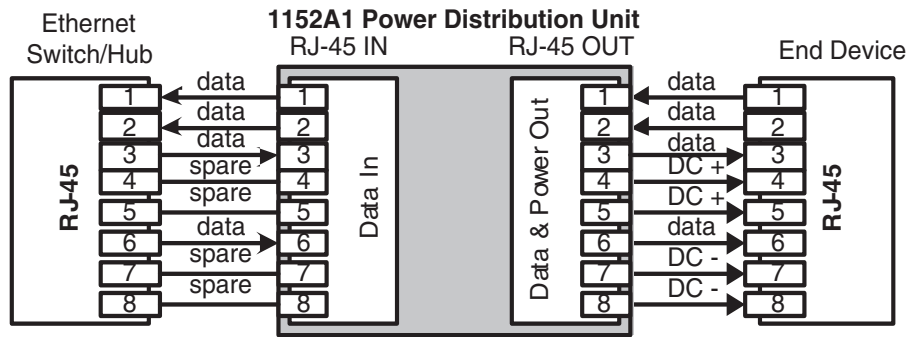 Ethernet
Switch/Hub
1152A1 Power Distribution Unit
RJ-45 IN
RJ-45 OUT
End Device
1 data 1
2 data 2
3 data 3
4 spare 4
5 spare 5
6 data 6
7 spare 7
8 spare 8
RJ-45
Data In
Data & Power Out
1 data 1
2 data 2
3 data 3
4 DC + 4
5 DC + 5
6 data 6
7 DC - 7
8 DC - 8
RJ-45